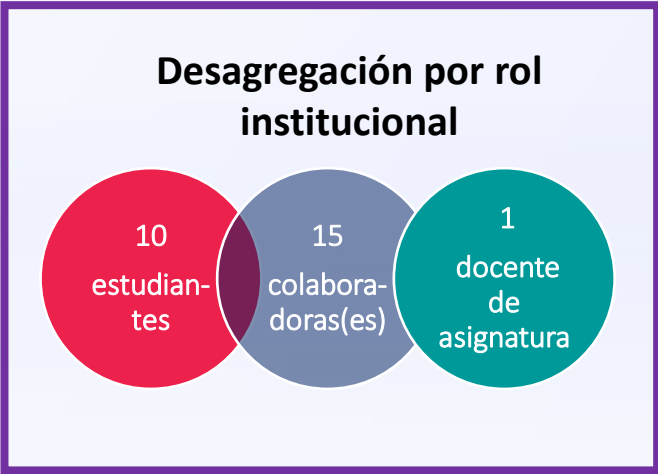 Desagregación por rol
institucional
10
estudian-
tes
15
colabora-
doras(es)
1
docente
de
asignatura